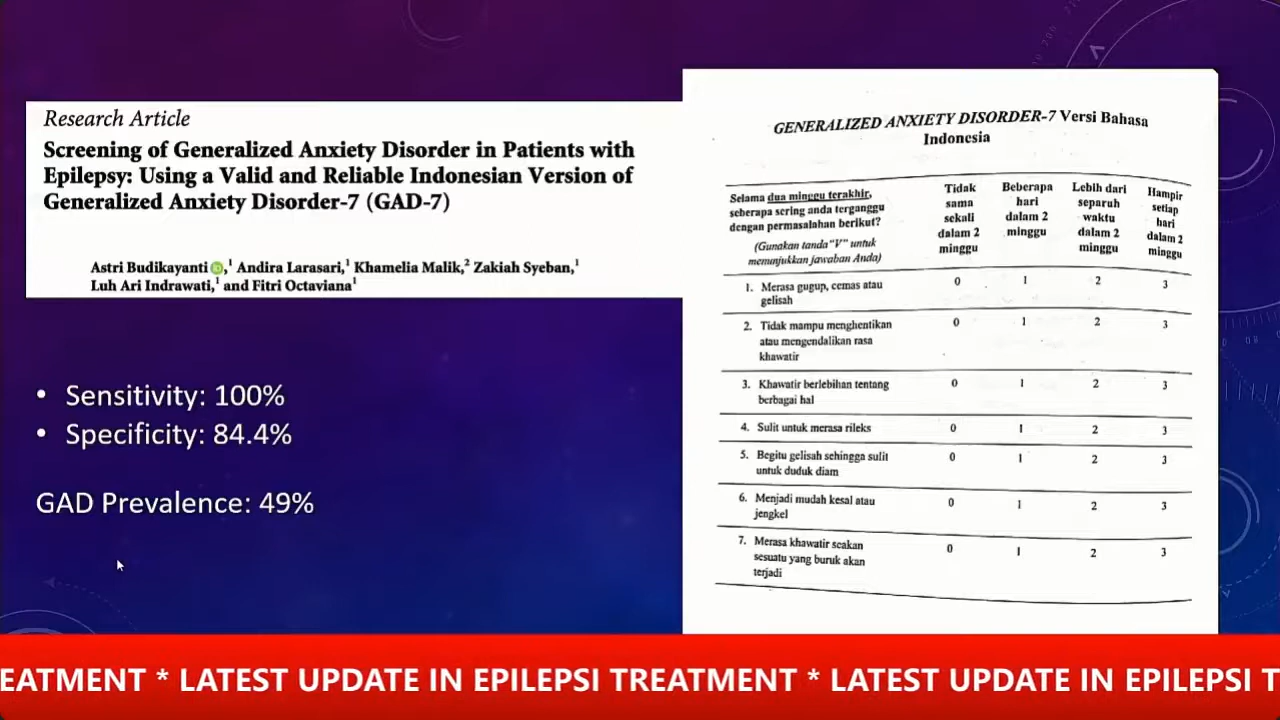 Research Article
Screening of Generalized Anxiety Disorder in Patients with
Epilepsy: Using a Valid and Reliable Indonesian Version of
Generalized Anxiety Disorder-7 (GAD-7)
Astri Budikayanti,¹ Andira Larasari,¹ Khamelia Malik,² Zakiah Syeban,¹
Luh Ari Indrawati,¹ and Fitri Octaviana¹
• Sensitivity: 100%
• Specificity: 84.4%
GAD Prevalence: 49%
GENERALIZED ANXIETY DISORDER-7 Versi Bahasa
Indonesia
Selama dua minggu terakhir,
seberapa sering anda terganggu
dengan permasalahan berikut?
(Gunakan tanda "V" untuk
menunjukkan jawaban Anda)
Tidak
sama
sekali
dalam 2
minggu
Beberapa
hari
dalam 2
minggu
Lebih dari
separuh
waktu
dalam 2
minggu
Hampir
setiap
hari
dalam 2
minggu
1. Merasa gugup, cemas atau
gelisah
0 1 2 3
2. Tidak mampu menghentikan
atau mengendalikan rasa
khawatir
0 1 2 3
3. Khawatir berlebihan tentang
berbagai hal
0 1 2 3
4. Sulit untuk merasa rileks
0 1 2 3
5. Begitu gelisah sehingga sulit
untuk duduk diam
0 1 2 3
6. Menjadi mudah kesal atau
jengkel
0 1 2 3
7. Merasa khawatir seakan
sesuatu yang buruk akan
terjadi
0 1 2 3
EATMENT * LATEST UPDATE IN EPILEPSI TREATMENT * LATEST UPDATE IN EPILEPSI T